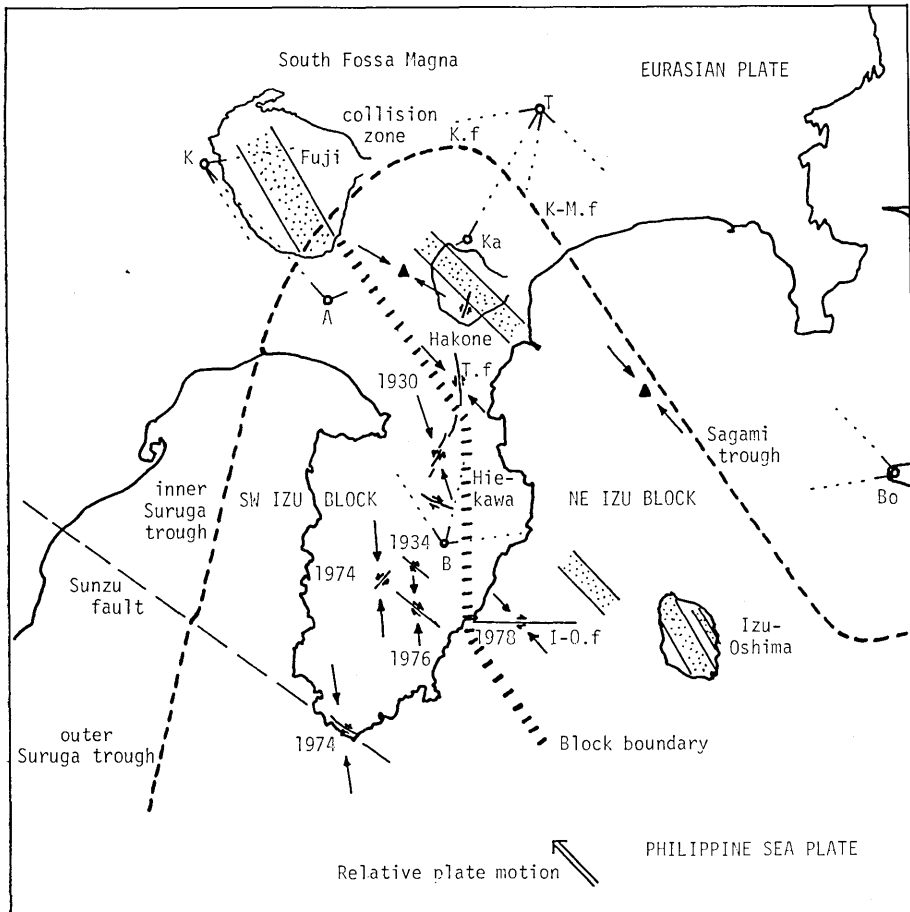 South Fossa Magna
EURASIAN PLATE
collision
zone
T
K.f
K
Fuji
K-M.f
Ka
A
Hakone
T.f
1930
Sagami
trough
inner
Suruga
trough
SW IZU BLOCK
Hie-
kawa
NE IZU BLOCK
Bo
1934
B
1974
Sunzu
fault
1978
I-O.f
Izu-
Oshima
1976
outer
Suruga trough
1974
Block boundary
PHILIPPINE SEA PLATE
Relative plate motion